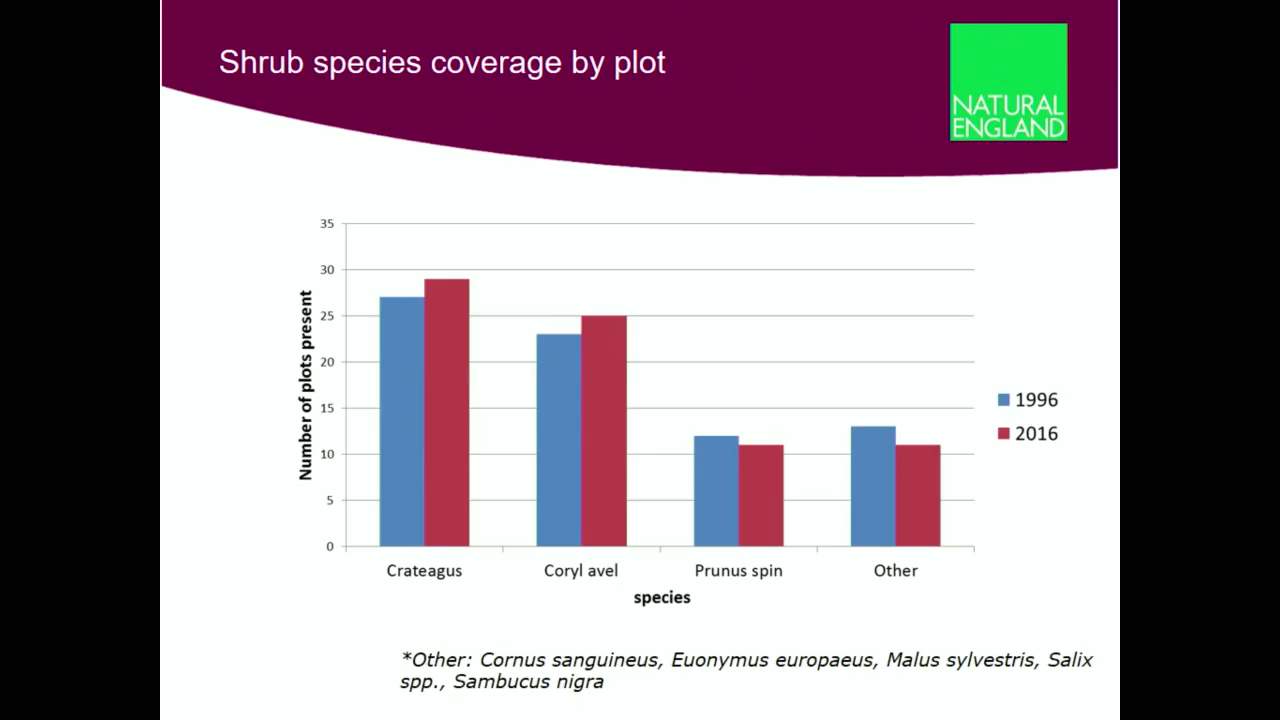 Shrub species coverage by plot
NATURAL
ENGLAND
35
30
25
20
15
10
5
0
Number of plots present
Crateagus
Coryl avel
Prunus spin
Other
species
1996
2016
*Other: Cornus sanguineus, Euonymus europaeus, Malus sylvestris, Salix
spp., Sambucus nigra